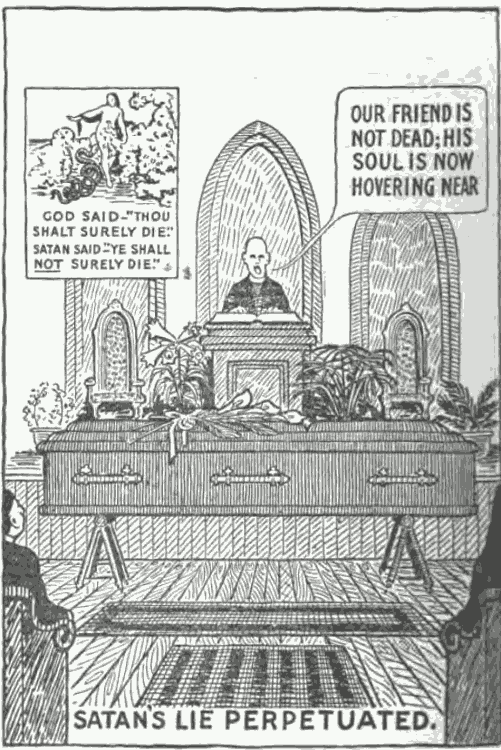 GOD SAID-"THOU
SHALT SURELY DIE."
SATAN SAID-"YE SHALL
NOT SURELY DIE."
OUR FRIEND IS
NOT DEAD; HIS
SOUL IS NOW
HOVERING NEAR
SATAN'S LIE PERPETUATED.